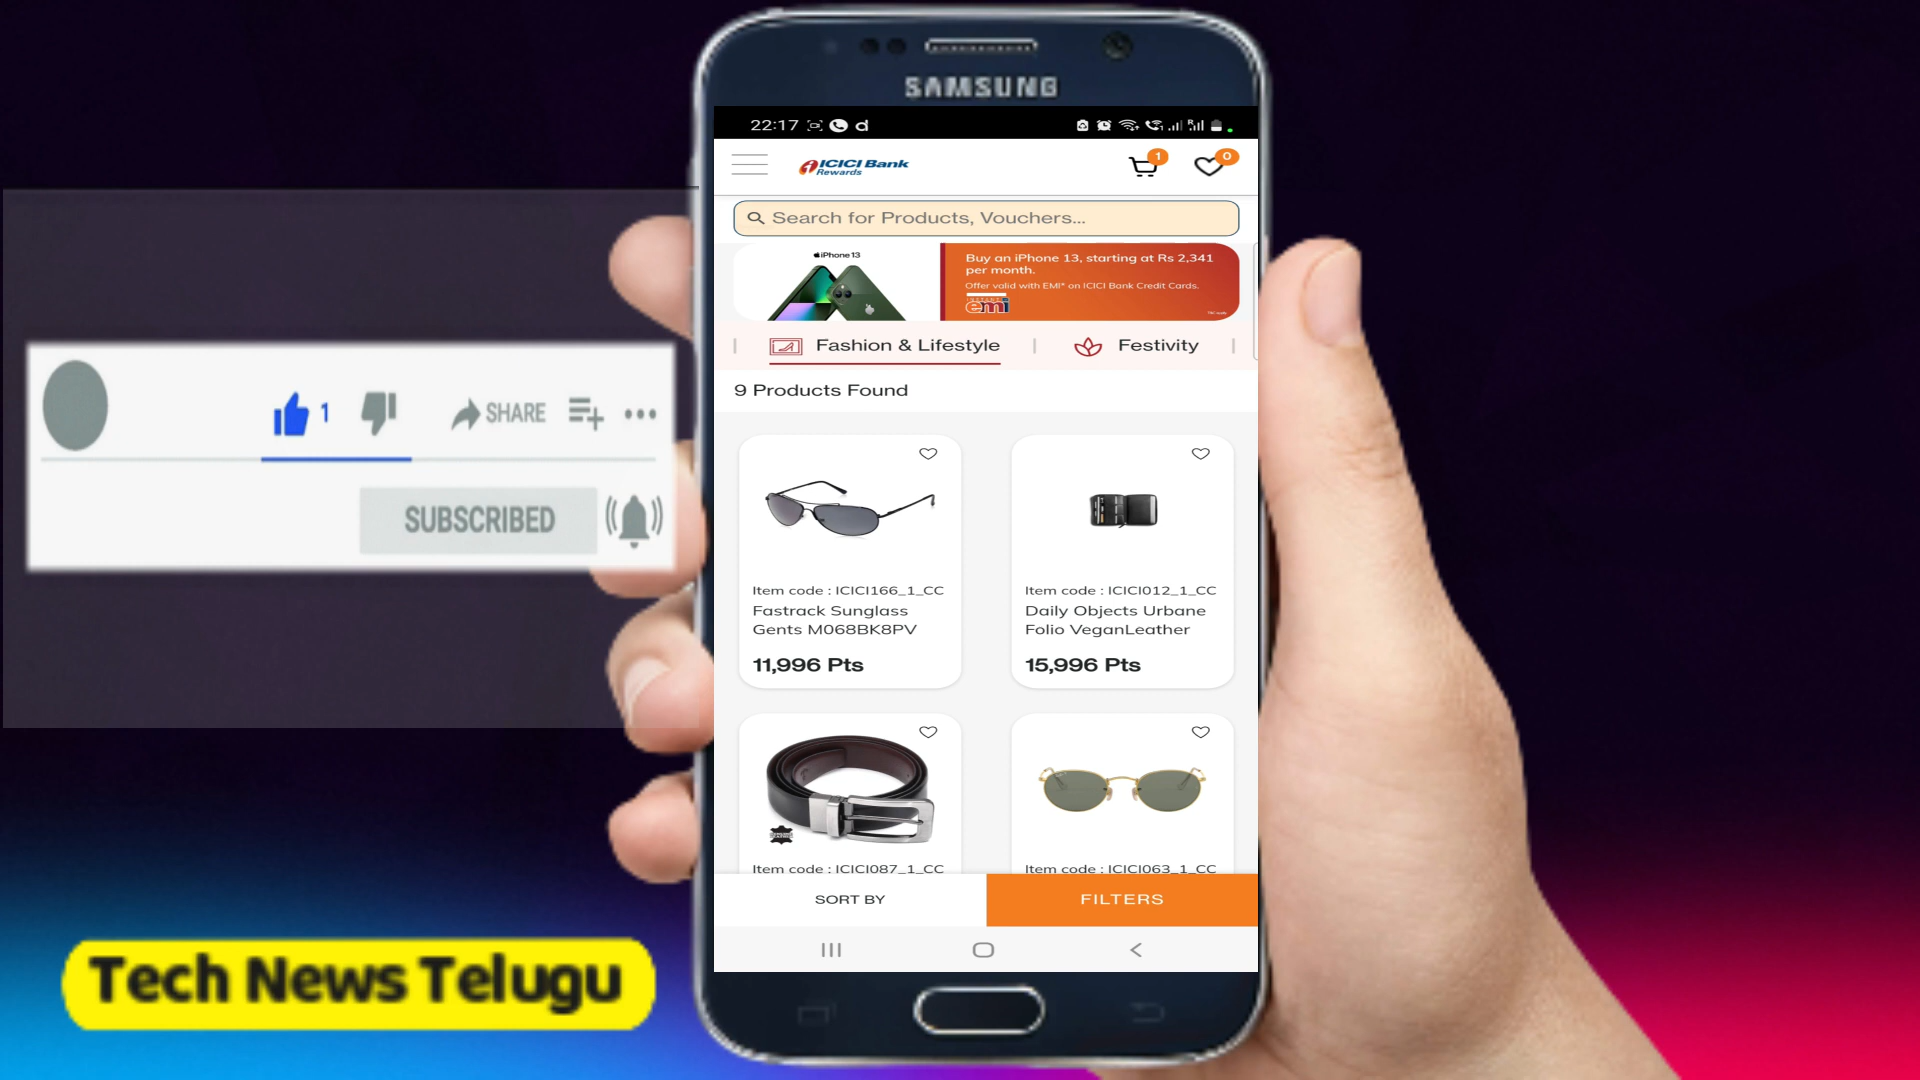 SAMSUNG
22:17
ICICI Bank
Rewards
1
0
Search for Products, Vouchers...
iPhone 13
Buy an iPhone 13, starting at Rs 2,341
per month.
Offer valid with EMI* on ICICI Bank Credit Cards.
emi
Fashion & Lifestyle
Festivity
9 Products Found
Item code : ICICI166_1_CC
Fastrack Sunglass
Gents M068BK8PV
11,996 Pts
Item code : ICICI012_1_CC
Daily Objects Urbane
Folio VeganLeather
15,996 Pts
Item code : ICICI087_1_CC
Item code : ICICI063_1_CC
SORT BY
FILTERS
1
SHARE
SUBSCRIBED
Tech News Telugu